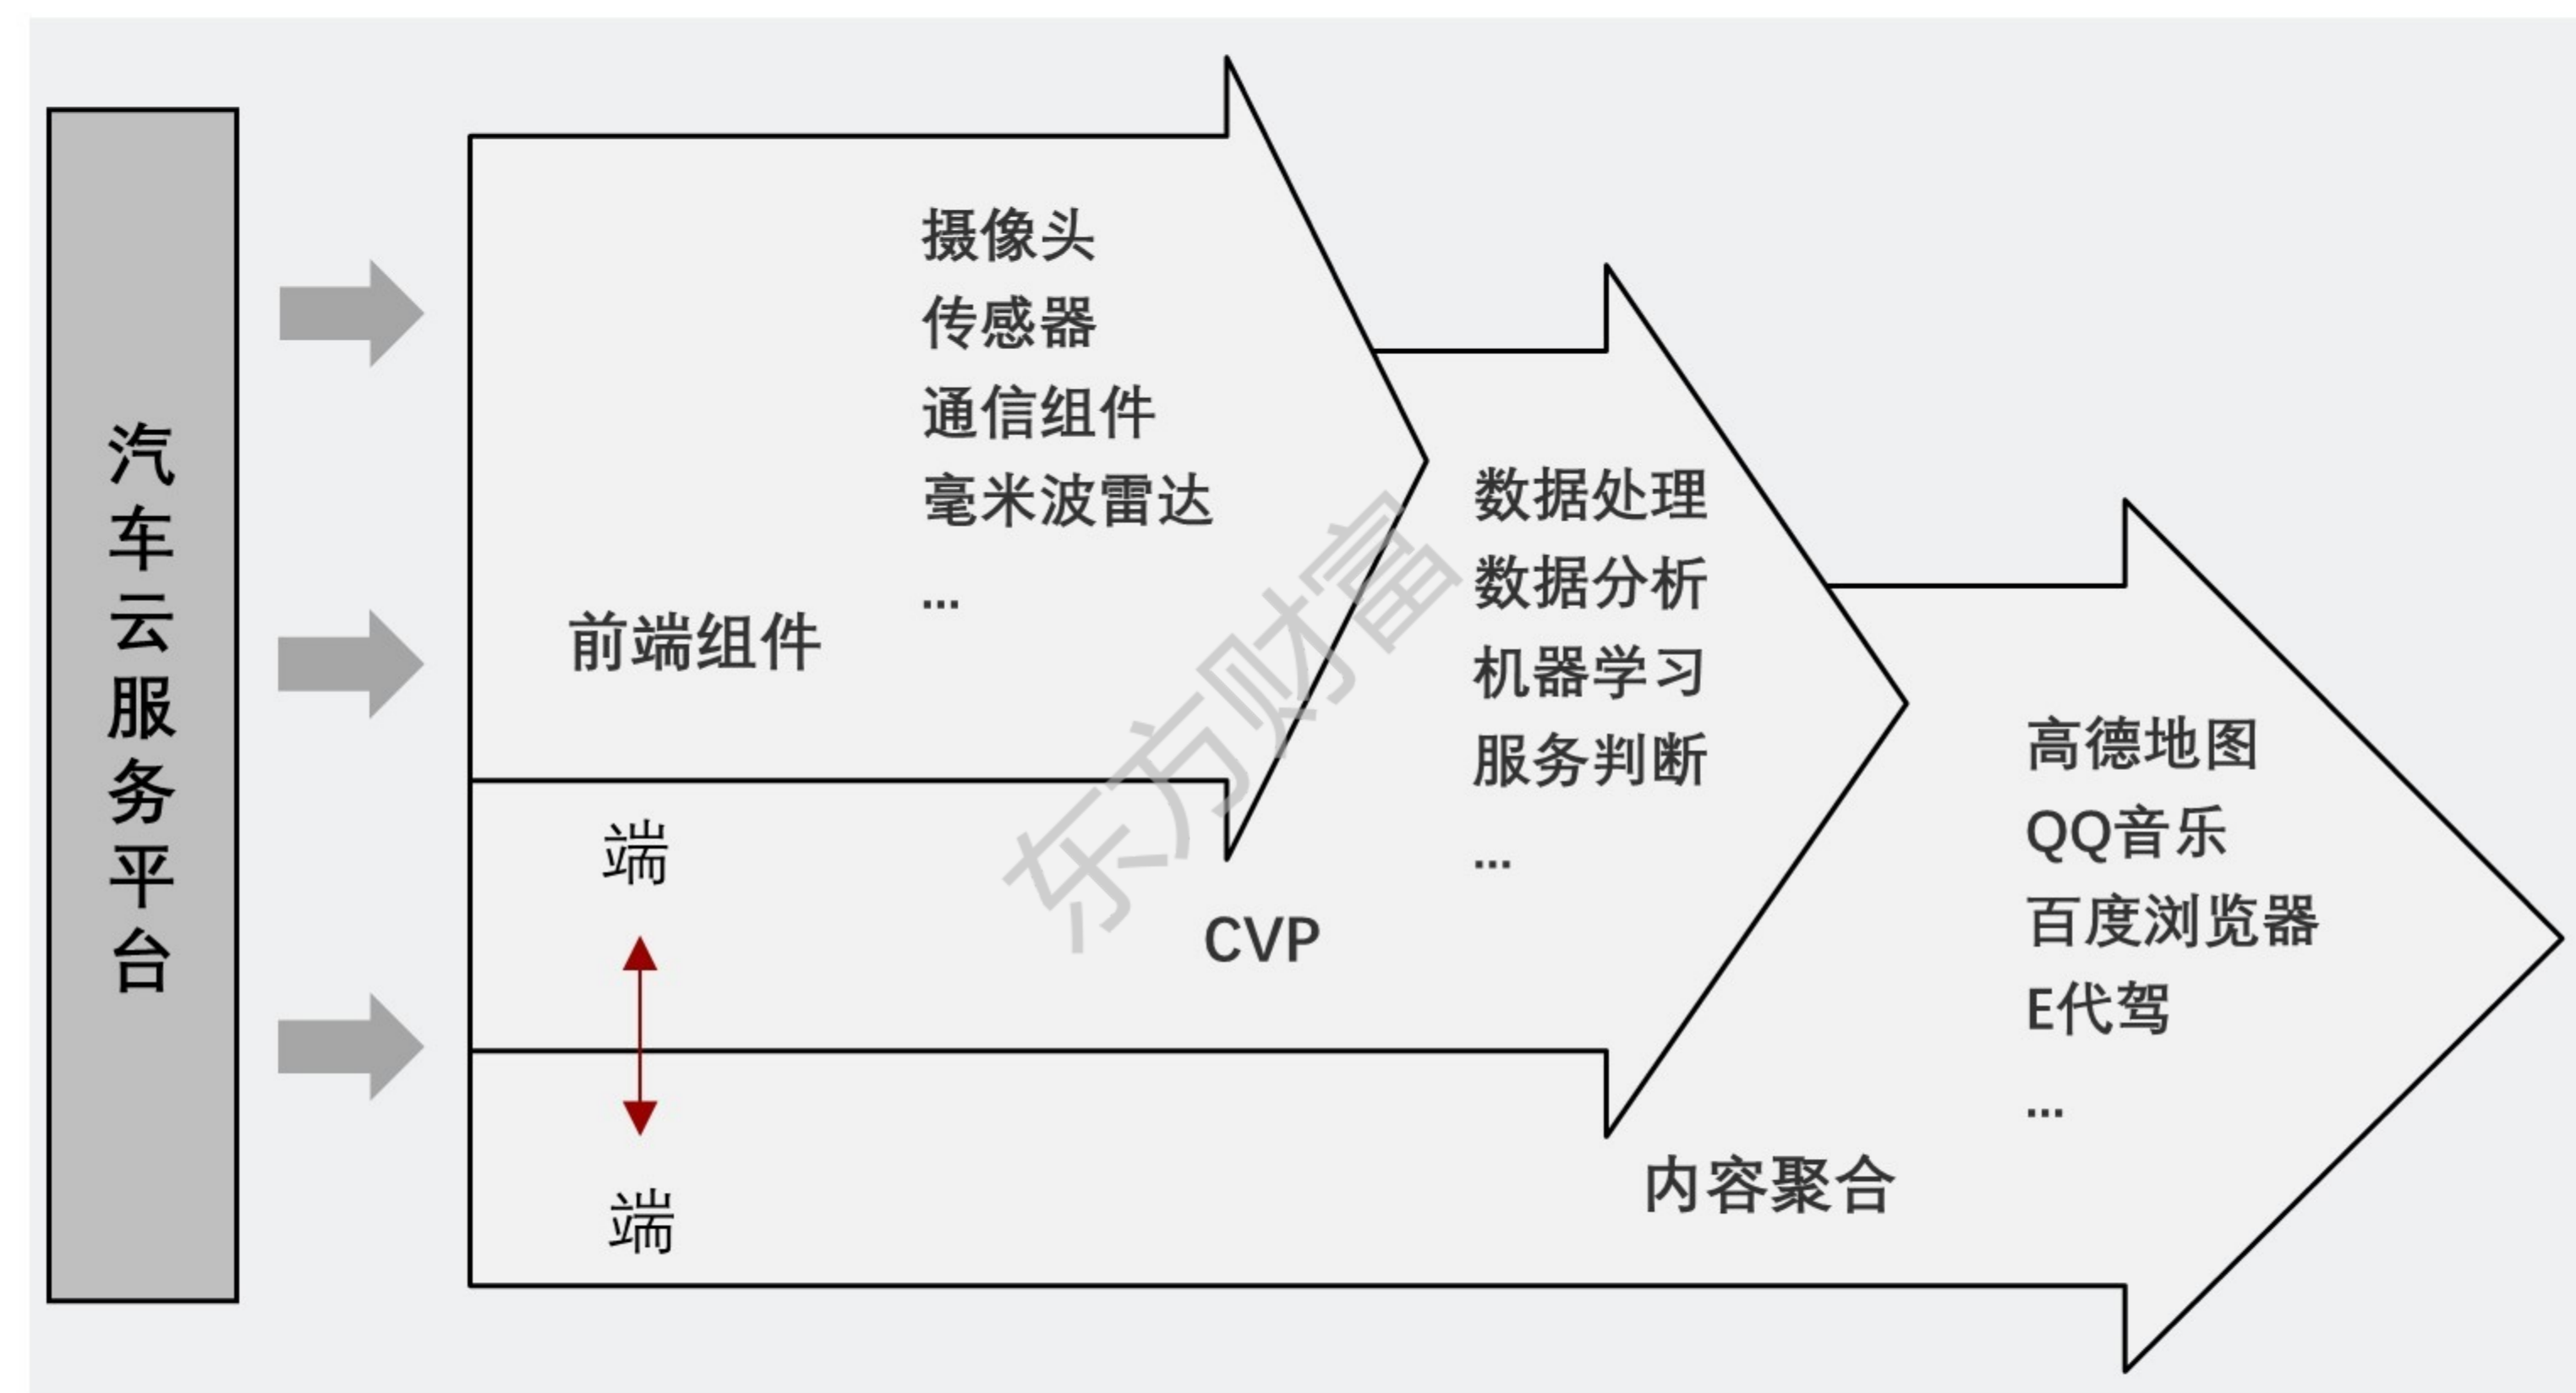 汽车云服务平台
摄像头
传感器
通信组件
毫米波雷达
...
前端组件
数据处理
数据分析
机器学习
服务判断
...
端
CVP
高德地图
QQ音乐
百度浏览器
E代驾
...
内容聚合
端
东方财富